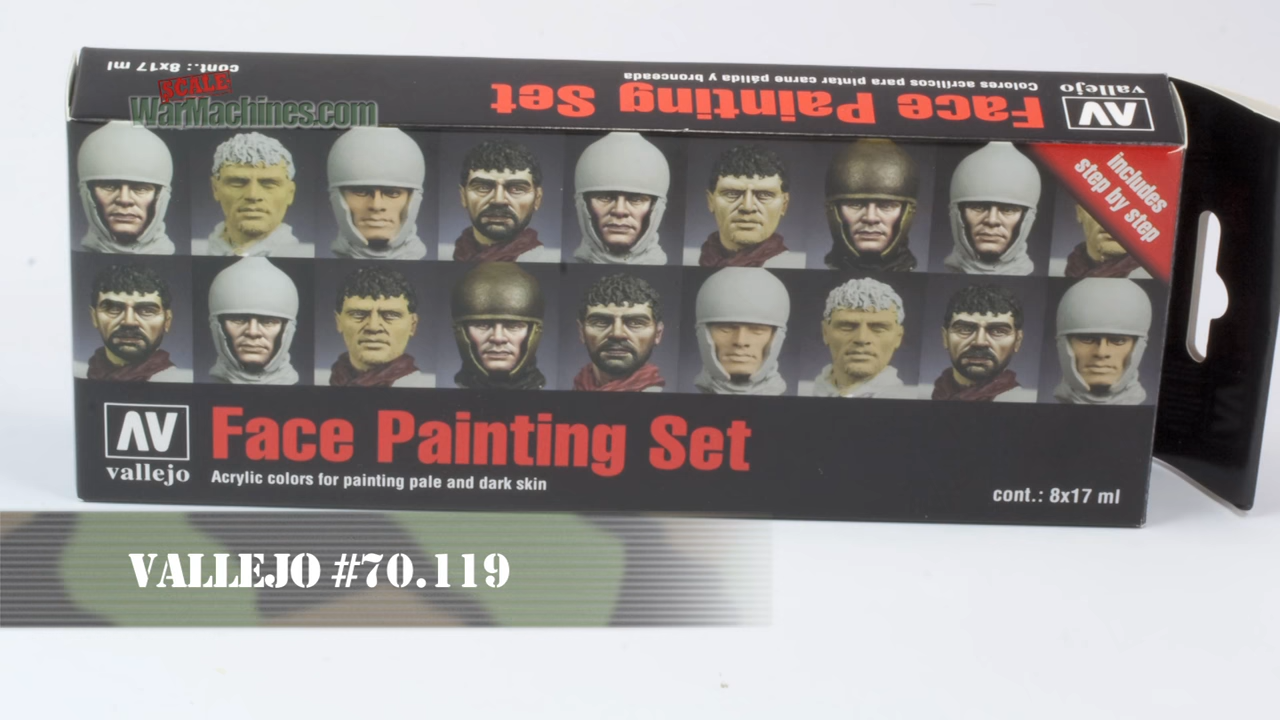 cont.: 8x17 ml
Colores acrílicos para pintar carne pálida y bronceada
Face Painting Set
AV
vallejo
SCALE
WarMachines.com
includes
step by step
AV
vallejo
Face Painting Set
Acrylic colors for painting pale and dark skin
cont.: 8x17 ml
VALLEJO #70.119